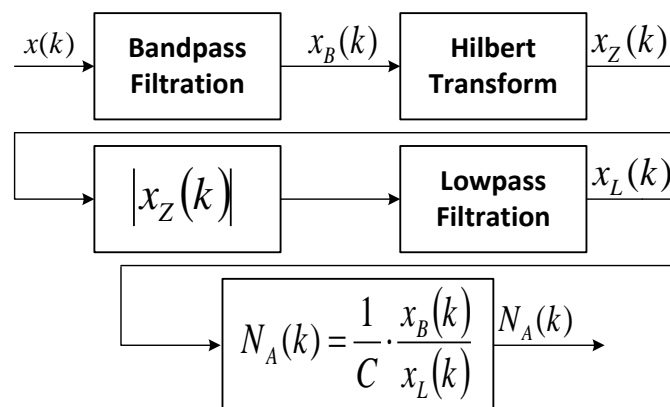 x(k)
Bandpass
Filtration
x_B(k)
Hilbert
Transform
x_Z(k)
|x_Z(k)|
Lowpass
Filtration
x_L(k)
N_A(k) = 1/C · x_B(k)/x_L(k)
N_A(k)